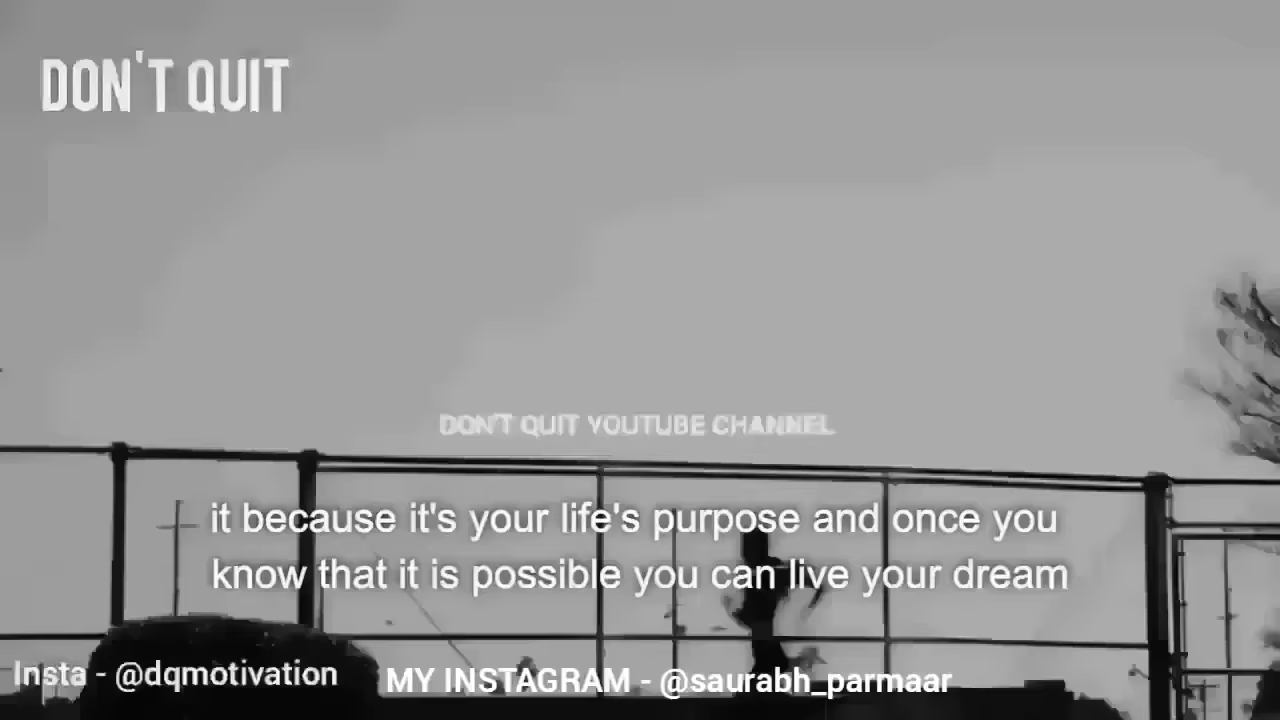 DON'T QUIT
DON'T QUIT YOUTUBE CHANNEL
it because it's your life's purpose and once you
know that it is possible you can live your dream
Insta - @dqmotivation
MY INSTAGRAM - @saurabh_parmaar